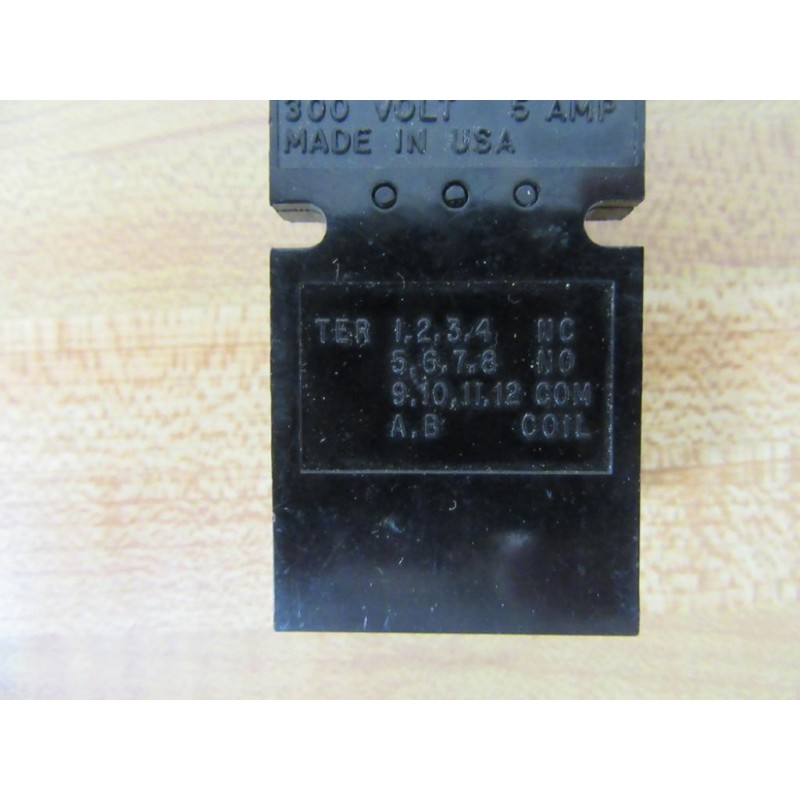 300 VOLT 5 AMP
MADE IN USA
TER 1,2,3,4 NC
5,6,7,8 NO
9,10,11,12 COM
A,B COIL